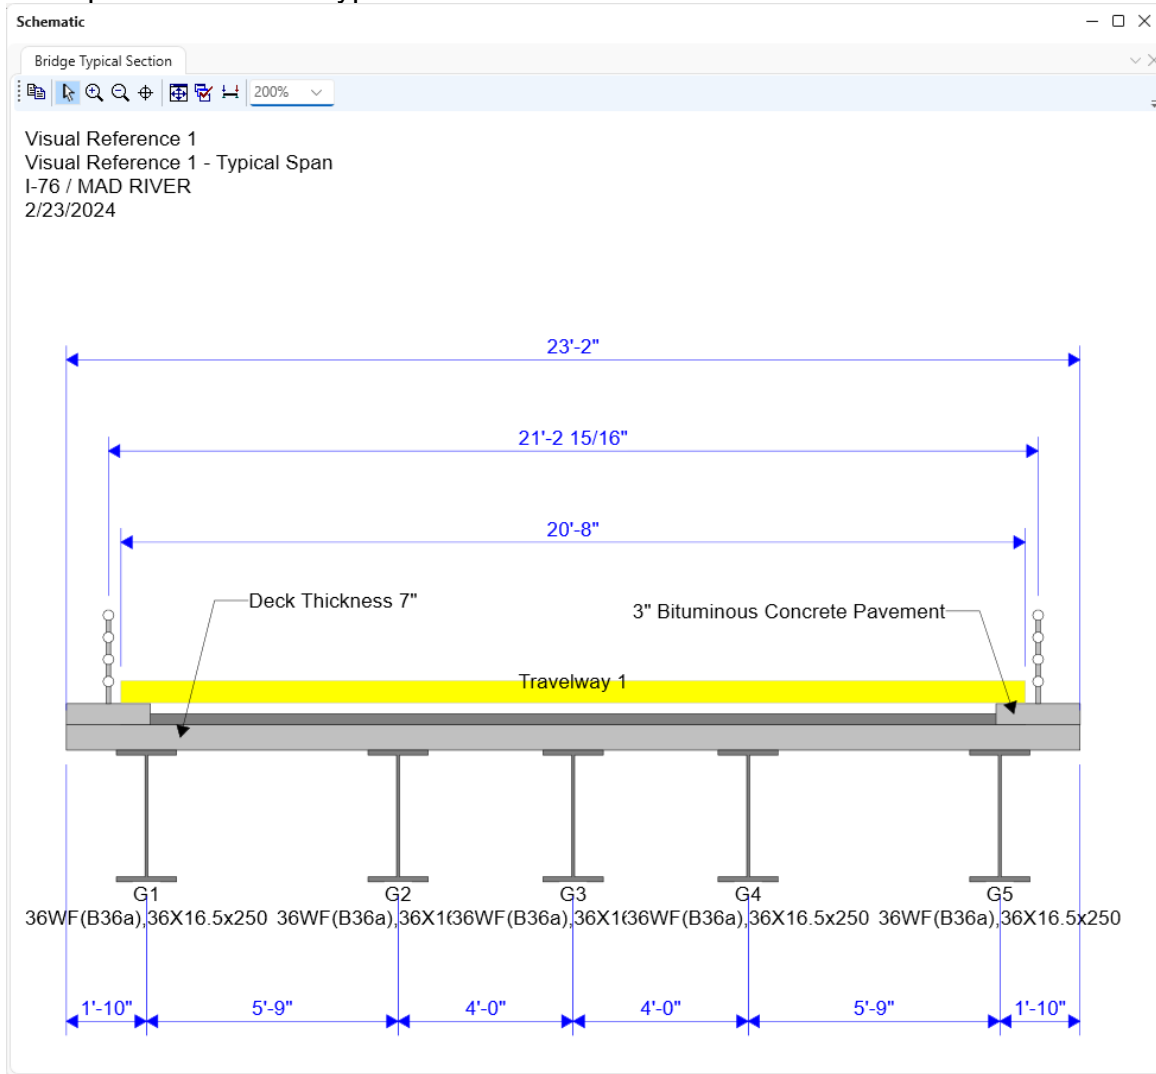 Schematic
Bridge Typical Section
200%
Visual Reference 1
Visual Reference 1 - Typical Span
I-76 / MAD RIVER
2/23/2024
23'-2"
21'-2 15/16"
20'-8"
Deck Thickness 7"
3" Bituminous Concrete Pavement
Travelway 1
G1 G2 G3 G4 G5
36WF(B36a),36X16.5x250 36WF(B36a),36X1 36WF(B36a),36X1 36WF(B36a),36X16.5x250 36WF(B36a),36X16.5x250
1'-10" 5'-9" 4'-0" 4'-0" 5'-9" 1'-10"